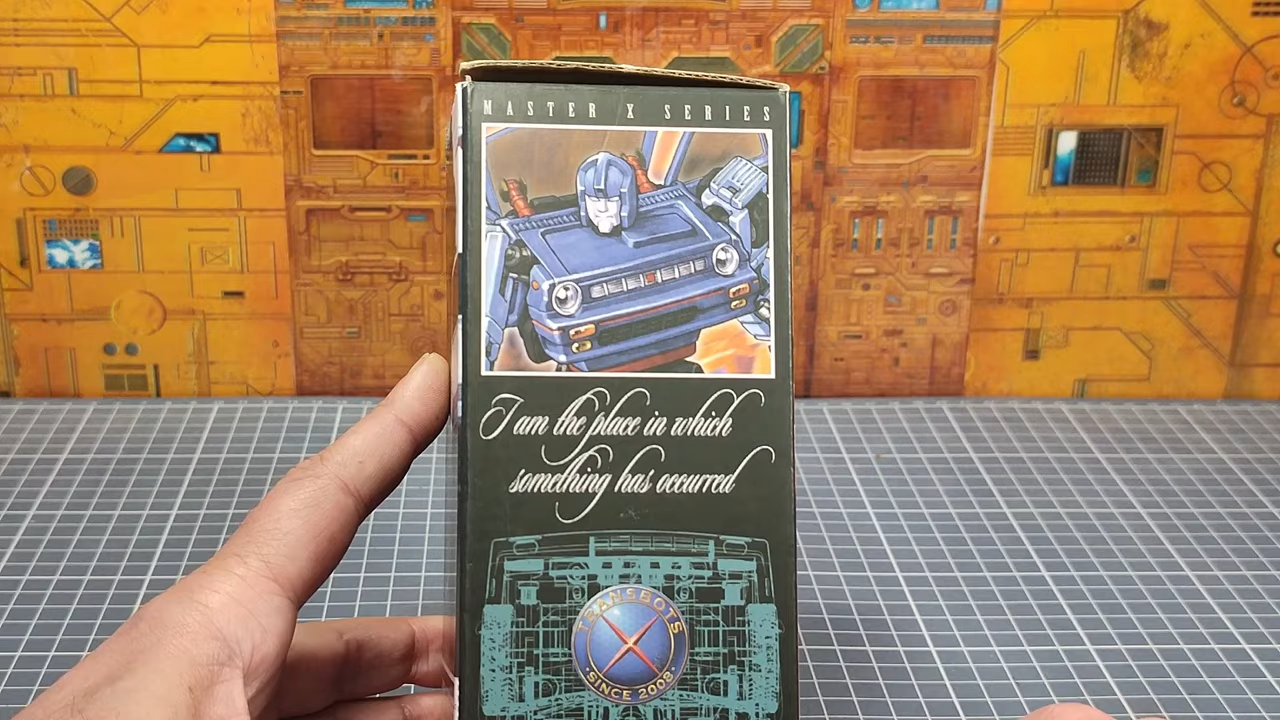 MASTER X SERIES
I am the place in which
something has occurred
TRANSBOTS
X
SINCE 2008